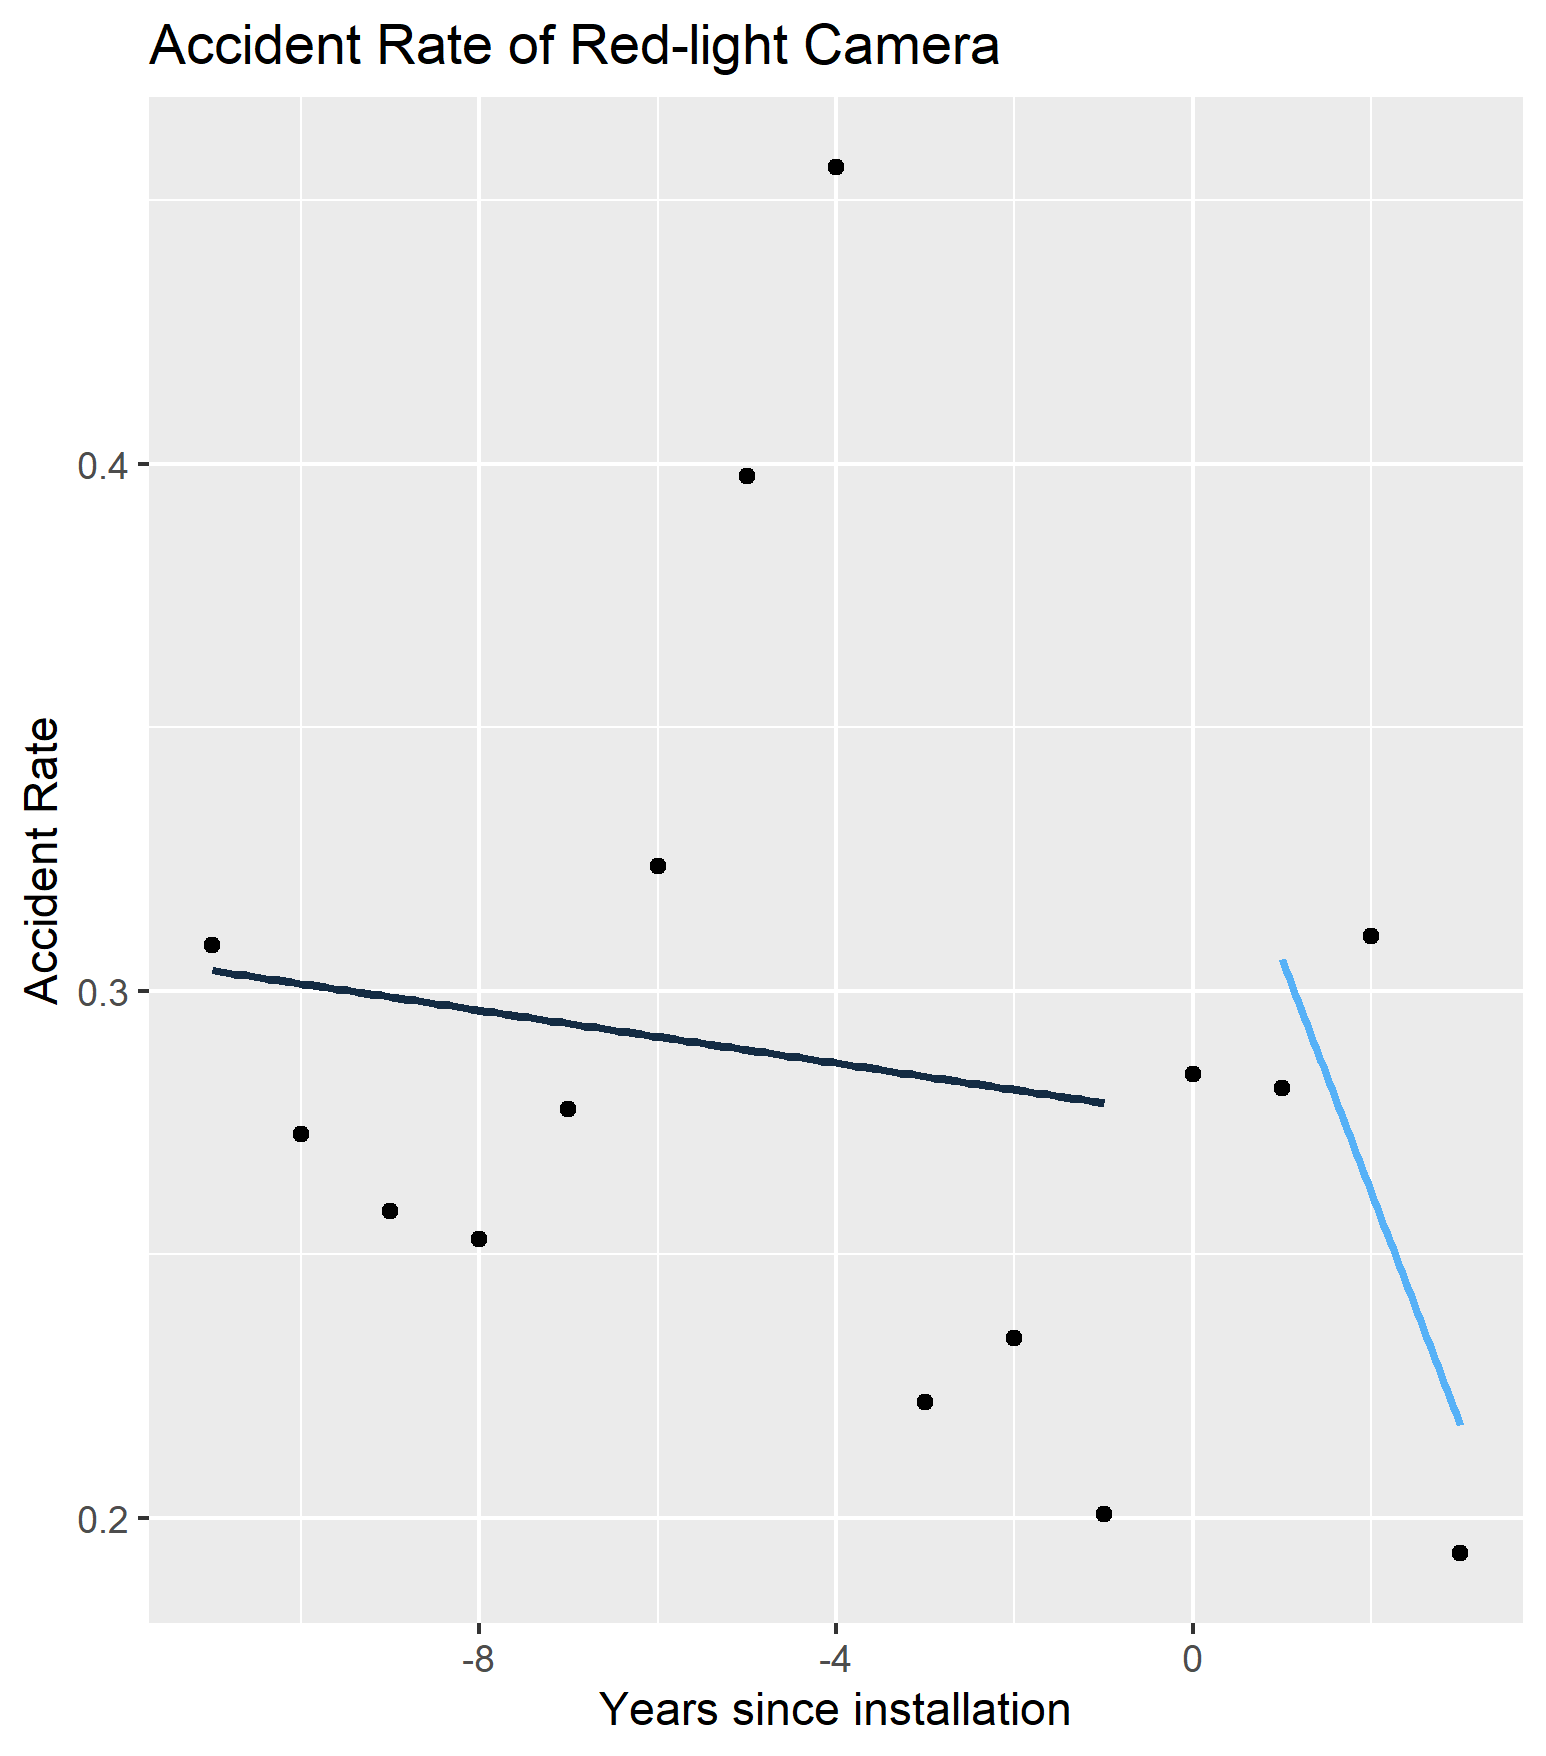 Accident Rate of Red-light Camera
Accident Rate
0.4
0.3
0.2
-8
-4
0
Years since installation